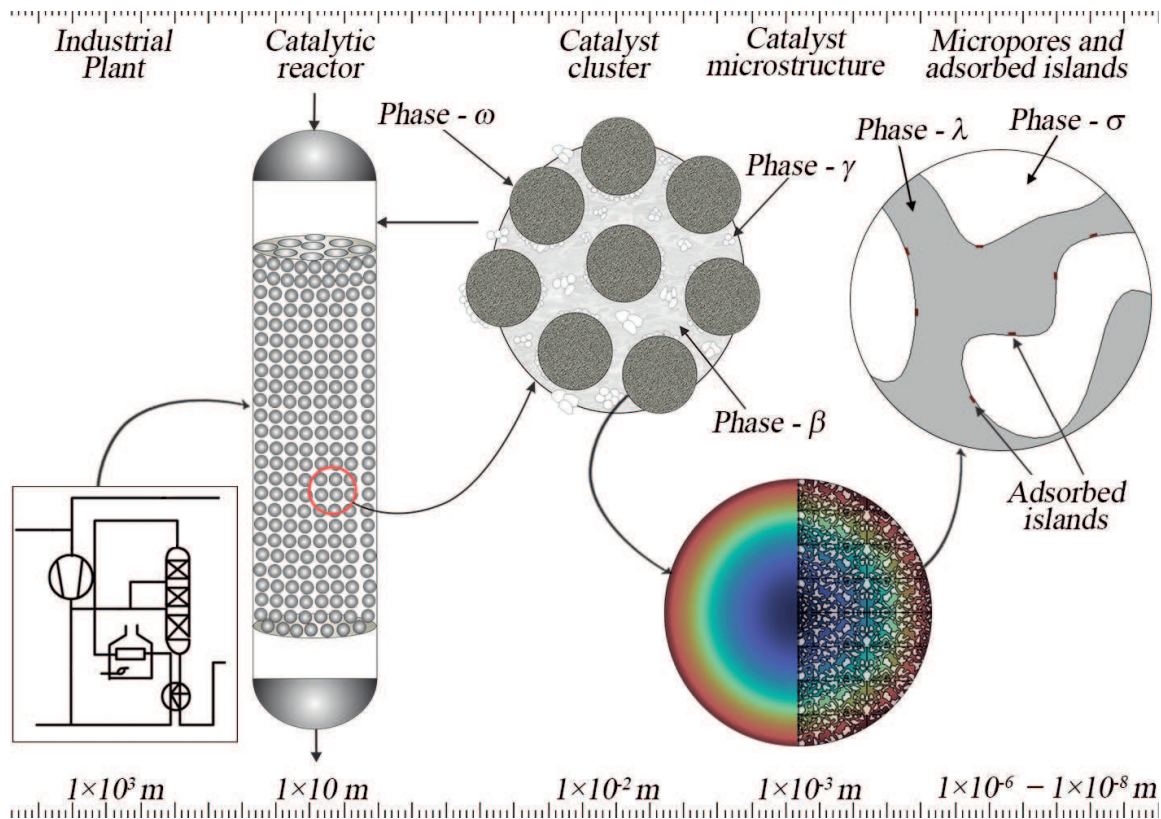 Industrial
Plant
Catalytic
reactor
Catalyst
cluster
Catalyst
microstructure
Micropores and
adsorbed islands
Phase - ω
Phase - γ
Phase - β
Phase - λ
Phase - σ
Adsorbed
islands
1×10³ m
1×10 m
1×10⁻² m
1×10⁻³ m
1×10⁻⁶ – 1×10⁻⁸ m